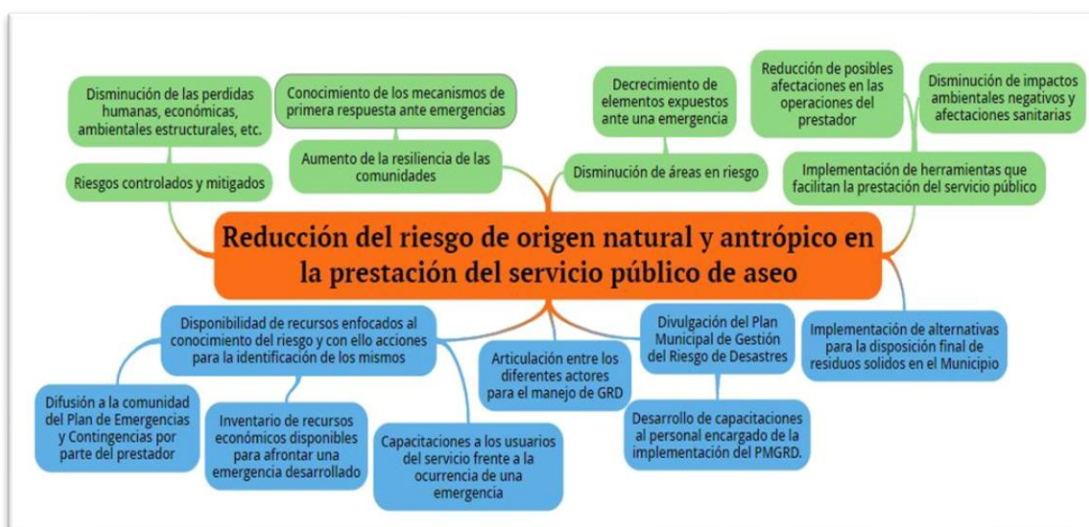 Disminución de las perdidas
humanas, económicas,
ambientales estructurales, etc.
Riesgos controlados y mitigados
Conocimiento de los mecanismos de
primera respuesta ante emergencias
Aumento de la resiliencia de las
comunidades
Decrecimiento de
elementos expuestos
ante una emergencia
Disminución de áreas en riesgo
Reducción de posibles
afectaciones en las
operaciones del
prestador
Disminución de impactos
ambientales negativos y
afectaciones sanitarias
Implementación de herramientas que
facilitan la prestación del servicio público
Reducción del riesgo de origen natural y antrópico en
la prestación del servicio público de aseo
Disponibilidad de recursos enfocados al
conocimiento del riesgo y con ello acciones
para la identificación de los mismos
Difusión a la comunidad
del Plan de Emergencias
y Contingencias por
parte del prestador
Inventario de recursos
económicos disponibles
para afrontar una
emergencia desarrollado
Capacitaciones a los usuarios
del servicio frente a la
ocurrencia de una
emergencia
Articulación entre los
diferentes actores
para el manejo de GRD
Divulgación del Plan
Municipal de Gestión
del Riesgo de Desastres
Desarrollo de capacitaciones
al personal encargado de la
implementación del PMGRD.
Implementación de alternativas
para la disposición final de
residuos solidos en el Municipio